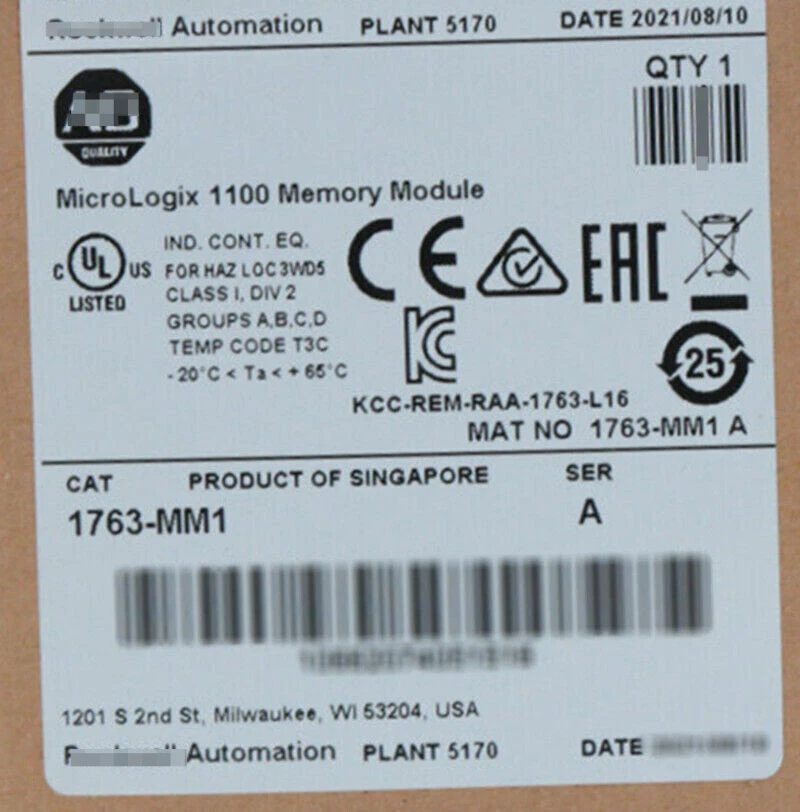 Automation PLANT 5170 DATE 2021/08/10
QTY 1
QUALITY
MicroLogix 1100 Memory Module
C UL US
LISTED
IND. CONT. EQ.
FOR HAZ LOC 3WD5
CLASS I, DIV 2
GROUPS A,B,C,D
TEMP CODE T3C
-20°C < Ta < + 65°C
CE
EAC
KC
25
KCC-REM-RAA-1763-L16
MAT NO 1763-MM1 A
CAT PRODUCT OF SINGAPORE SER
1763-MM1 A
1201 S 2nd St, Milwaukee, WI 53204, USA
Automation PLANT 5170 DATE